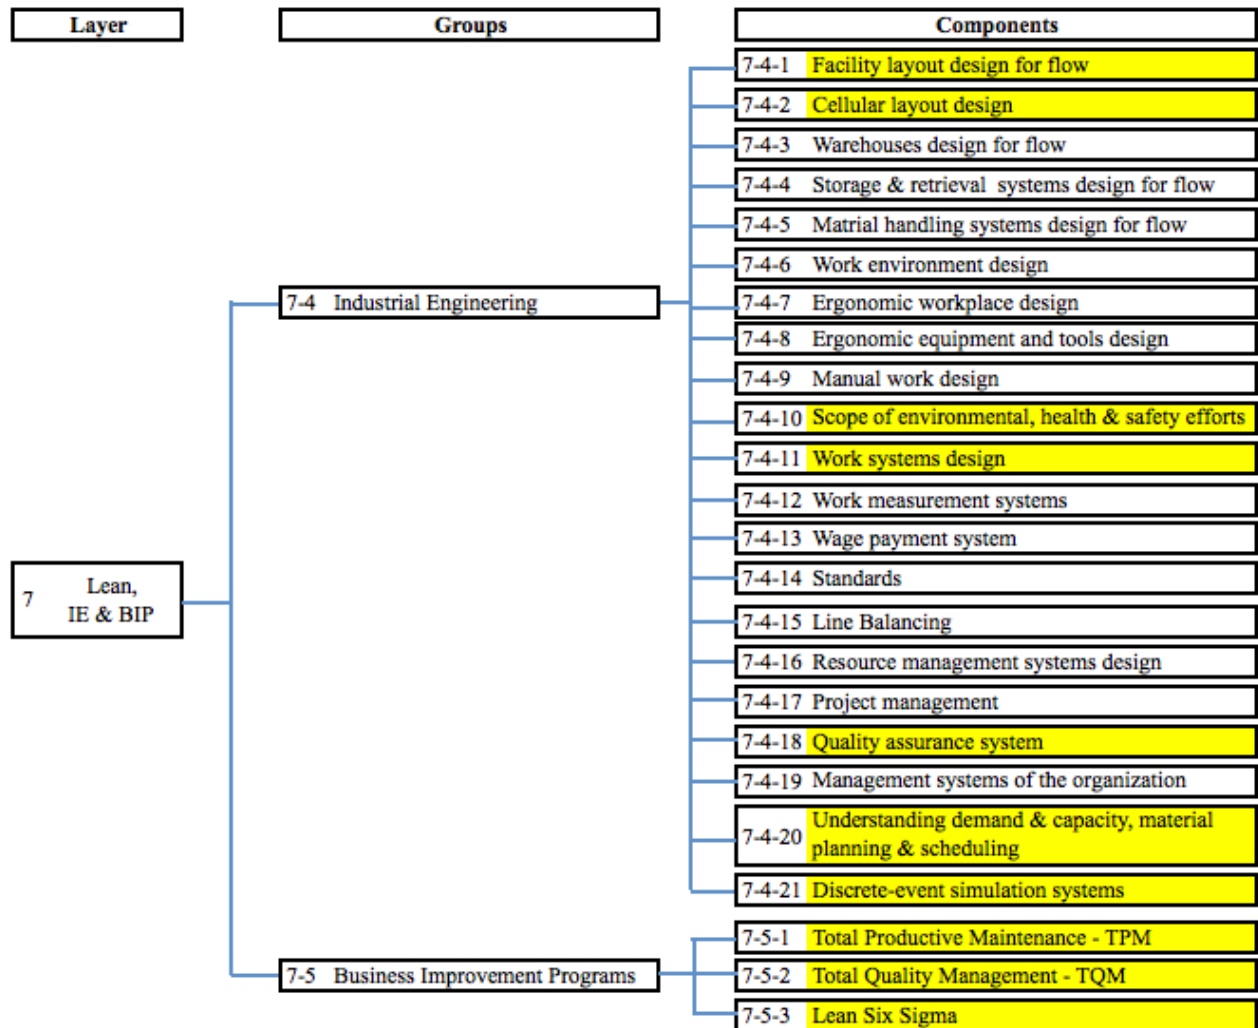 Layer
Groups
Components
7-4-1 Facility layout design for flow
7-4-2 Cellular layout design
7-4-3 Warehouses design for flow
7-4-4 Storage & retrieval systems design for flow
7-4-5 Matrial handling systems design for flow
7-4-6 Work environment design
7-4 Industrial Engineering
7-4-7 Ergonomic workplace design
7-4-8 Ergonomic equipment and tools design
7-4-9 Manual work design
7-4-10 Scope of environmental, health & safety efforts
7-4-11 Work systems design
7-4-12 Work measurement systems
7-4-13 Wage payment system
7-4-14 Standards
7 Lean,
IE & BIP
7-4-15 Line Balancing
7-4-16 Resource management systems design
7-4-17 Project management
7-4-18 Quality assurance system
7-4-19 Management systems of the organization
7-4-20 Understanding demand & capacity, material
planning & scheduling
7-4-21 Discrete-event simulation systems
7-5 Business Improvement Programs
7-5-1 Total Productive Maintenance - TPM
7-5-2 Total Quality Management - TQM
7-5-3 Lean Six Sigma